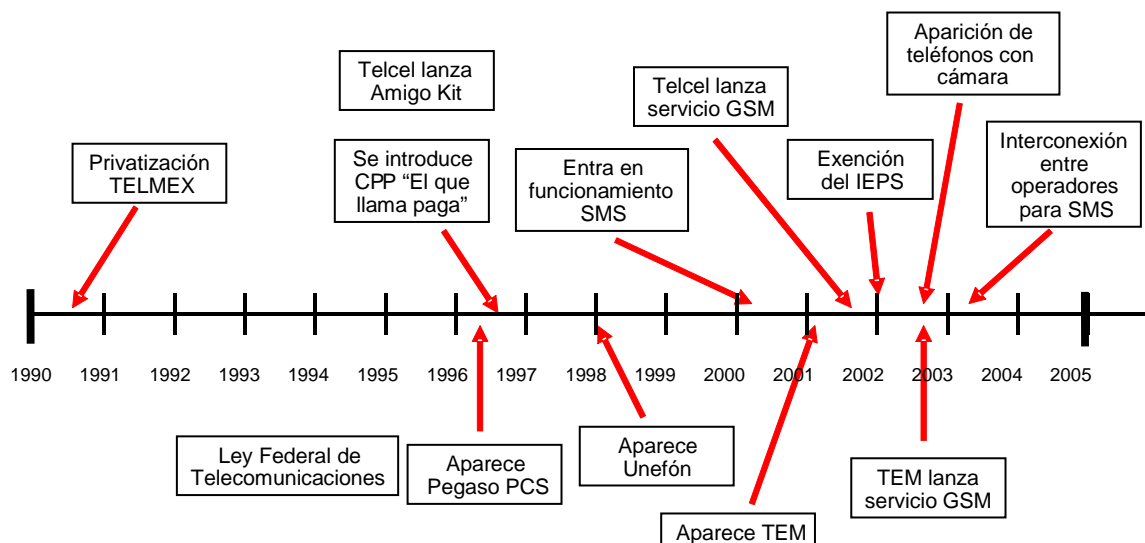 Aparición de
teléfonos con
cámara
Telcel lanza
Amigo Kit
Telcel lanza
servicio GSM
Privatización
TELMEX
Se introduce
CPP “El que
llama paga”
Entra en
funcionamiento
SMS
Exención
del IEPS
Interconexión
entre
operadores
para SMS
1990 1991 1992 1993 1994 1995 1996 1997 1998 1999 2000 2001 2002 2003 2004 2005
Ley Federal de
Telecomunicaciones
Aparece
Pegaso PCS
Aparece
Unefón
TEM lanza
servicio GSM
Aparece TEM